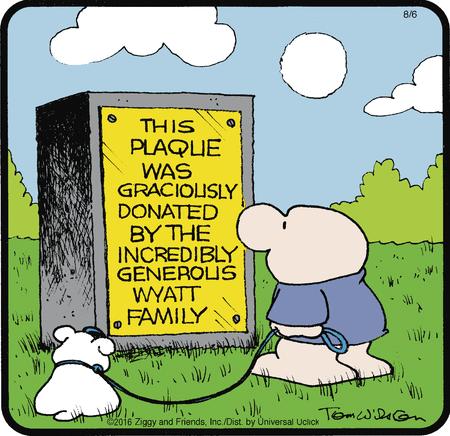 8/6
THIS
PLAQUE
WAS
GRACIOUSLY
DONATED
BY THE
INCREDIBLY
GENEROUS
WYATT
FAMILY
Tom Wilson
©2016 Ziggy and Friends, Inc./Dist. by Universal Uclick